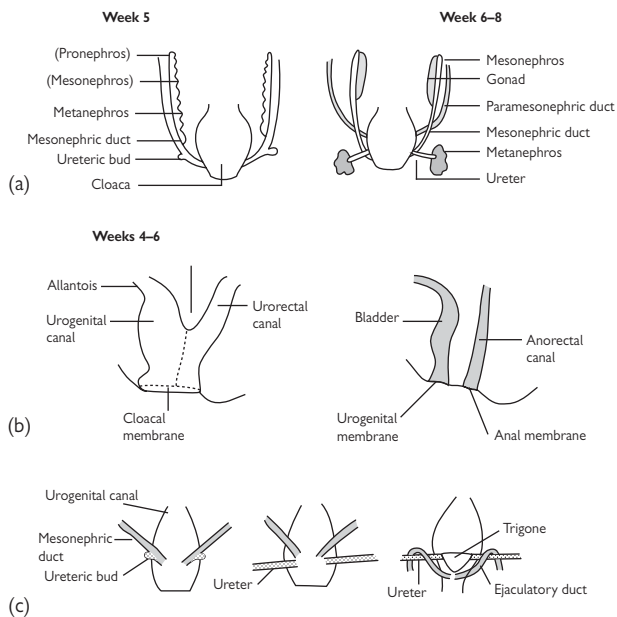 Week 5
Week 6–8
(Pronephros)
(Mesonephros)
Metanephros
Mesonephric duct
Ureteric bud
Cloaca
Mesonephros
Gonad
Paramesonephric duct
Mesonephric duct
Metanephros
Ureter
(a)
Weeks 4–6
Allantois
Urogenital
canal
Urorectal
canal
Cloacal
membrane
Bladder
Anorectal
canal
Urogenital
membrane
Anal membrane
(b)
Urogenital canal
Mesonephric
duct
Ureteric bud
Ureter
Trigone
Ureter
Ejaculatory duct
(c)